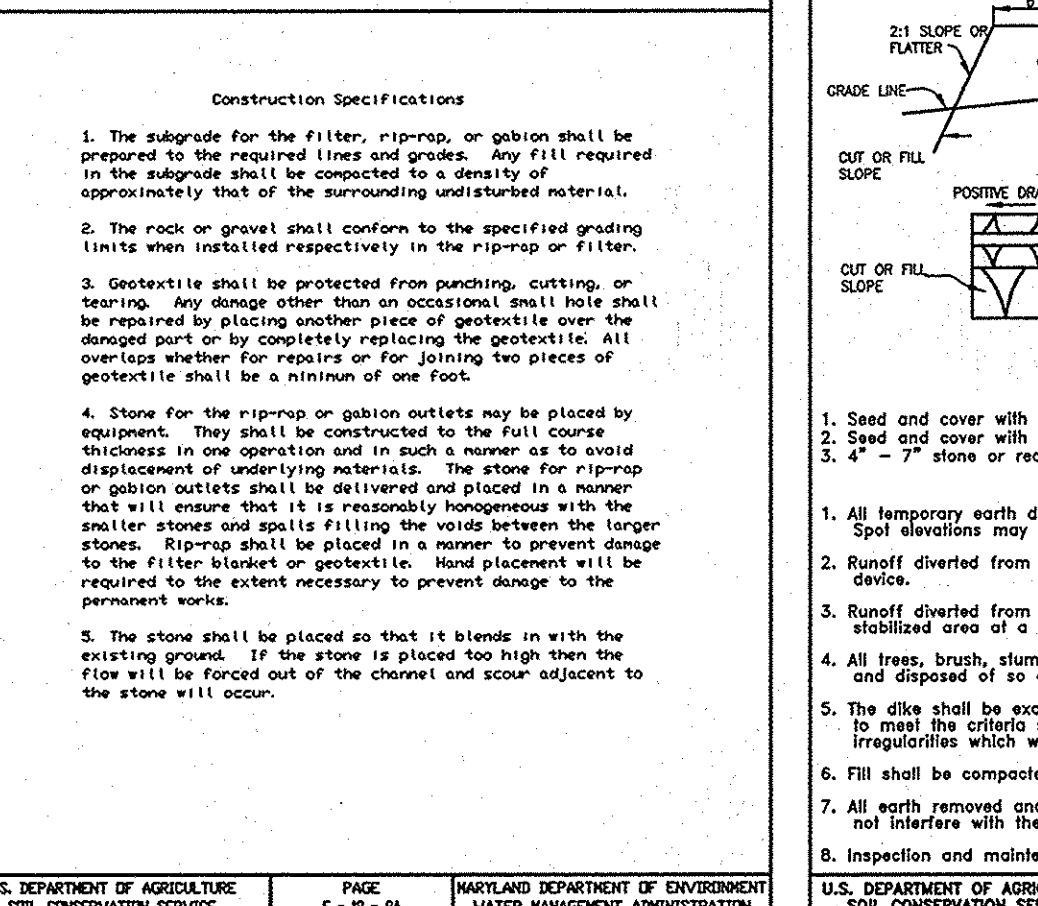 Construction Specifications
1. The subgrade for the filter, rip-rap, or gabion shall be
prepared to the required lines and grades. Any fill required
in the subgrade shall be compacted to a density of
approximately that of the surrounding undisturbed material.
2. The rock or gravel shall conform to the specified grading
limits when installed respectively in the rip-rap or filter.
3. Geotextile shall be protected from punching, cutting, or
tearing. Any damage other than an occasional small hole shall
be repaired by placing another piece of geotextile over the
damaged part or by completely replacing the geotextile. All
overlaps whether for repairs or for joining two pieces of
geotextile shall be a minimum of one foot.
4. Stone for the rip-rap or gabion outlets may be placed by
equipment. They shall be constructed to the full course
thickness in one operation and in such a manner as to avoid
displacement of underlying materials. The stone for rip-rap
or gabion outlets shall be delivered and placed in a manner
that will ensure that it is reasonably homogeneous with the
smaller stones and spalls filling the voids between the larger
stones. Rip-rap shall be placed in a manner to prevent damage
to the filter blanket or geotextile. Hand placement will be
required to the extent necessary to prevent damage to the
permanent works.
5. The stone shall be placed so that it blends in with the
existing ground. If the stone is placed too high then the
flow will be forced out of the channel and scour adjacent to
the stone will occur.
S. DEPARTMENT OF AGRICULTURE
SOIL CONSERVATION SERVICE
PAGE
MARYLAND DEPARTMENT OF ENVIRONMENT
WATER MANAGEMENT ADMINISTRATION
2:1 SLOPE OR
FLATTER
GRADE LINE
CUT OR FILL
SLOPE
POSITIVE DRA
CUT OR FILL
SLOPE
1. Seed and cover with
2. Seed and cover with
3. 4" - 7" stone or rec
1. All temporary earth d
Spot elevations may
2. Runoff diverted from
device.
3. Runoff diverted from
stabilized area at a
4. All trees, brush, stum
and disposed of so
5. The dike shall be exc
to meet the criteria
irregularities which w
6. Fill shall be compacte
7. All earth removed and
not interfere with the
8. Inspection and mainte
U.S. DEPARTMENT OF AGRI
SOIL CONSERVATION SE